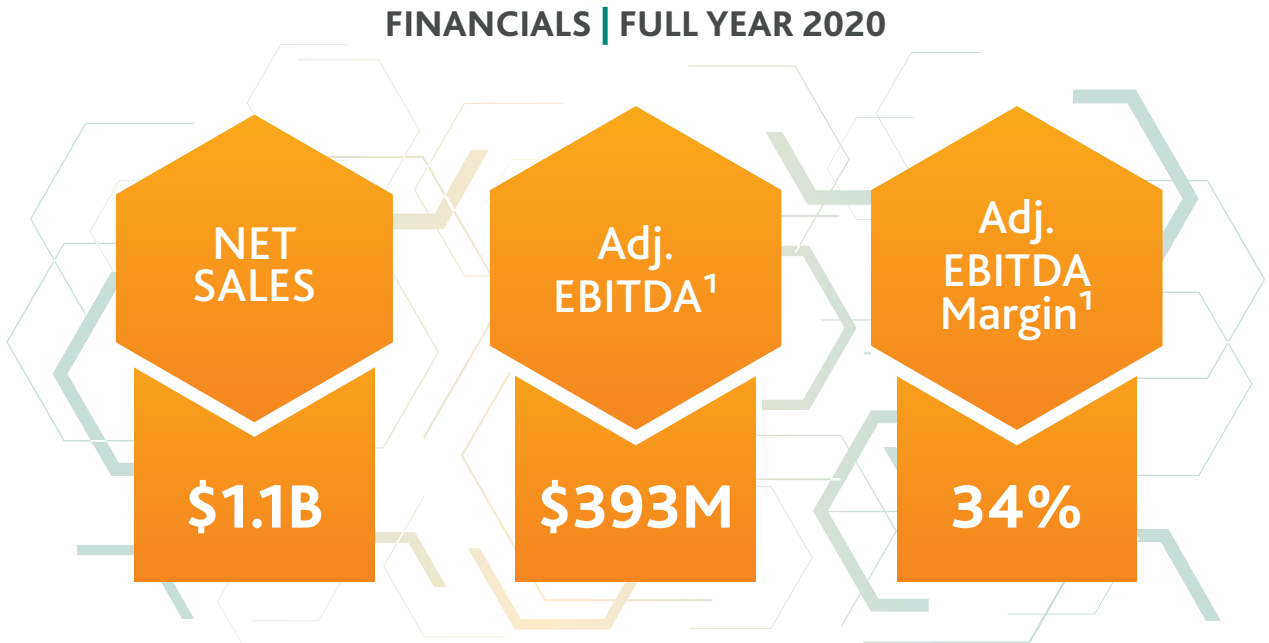 FINANCIALS | FULL YEAR 2020
NET
SALES
$1.1B
Adj.
EBITDA¹
$393M
Adj.
EBITDA
Margin¹
34%